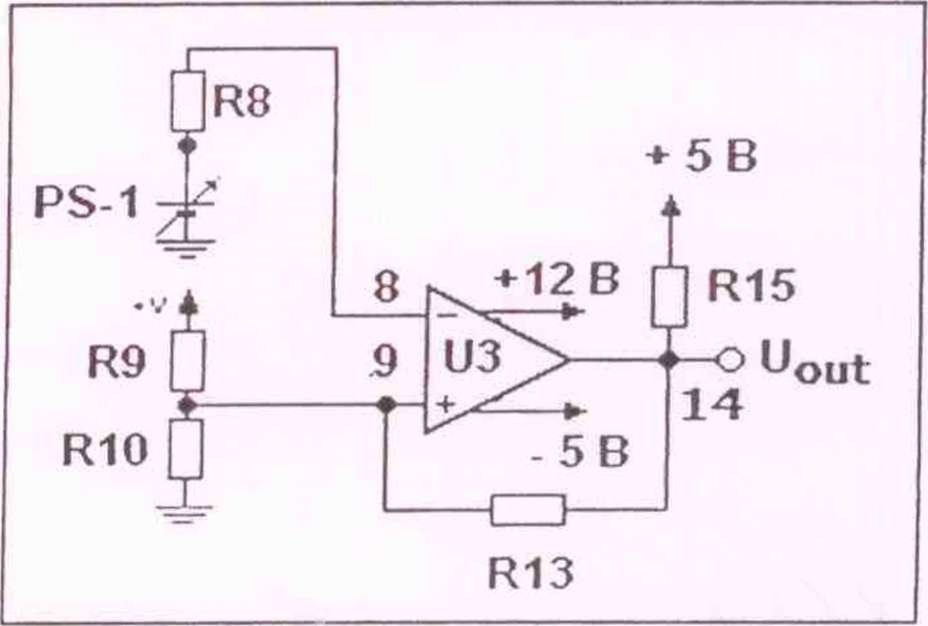 R8
+ 5 В
PS-1
8
+12 В
R15
+V
R9
9
−
U3
Uout
+
14
R10
- 5 В
R13